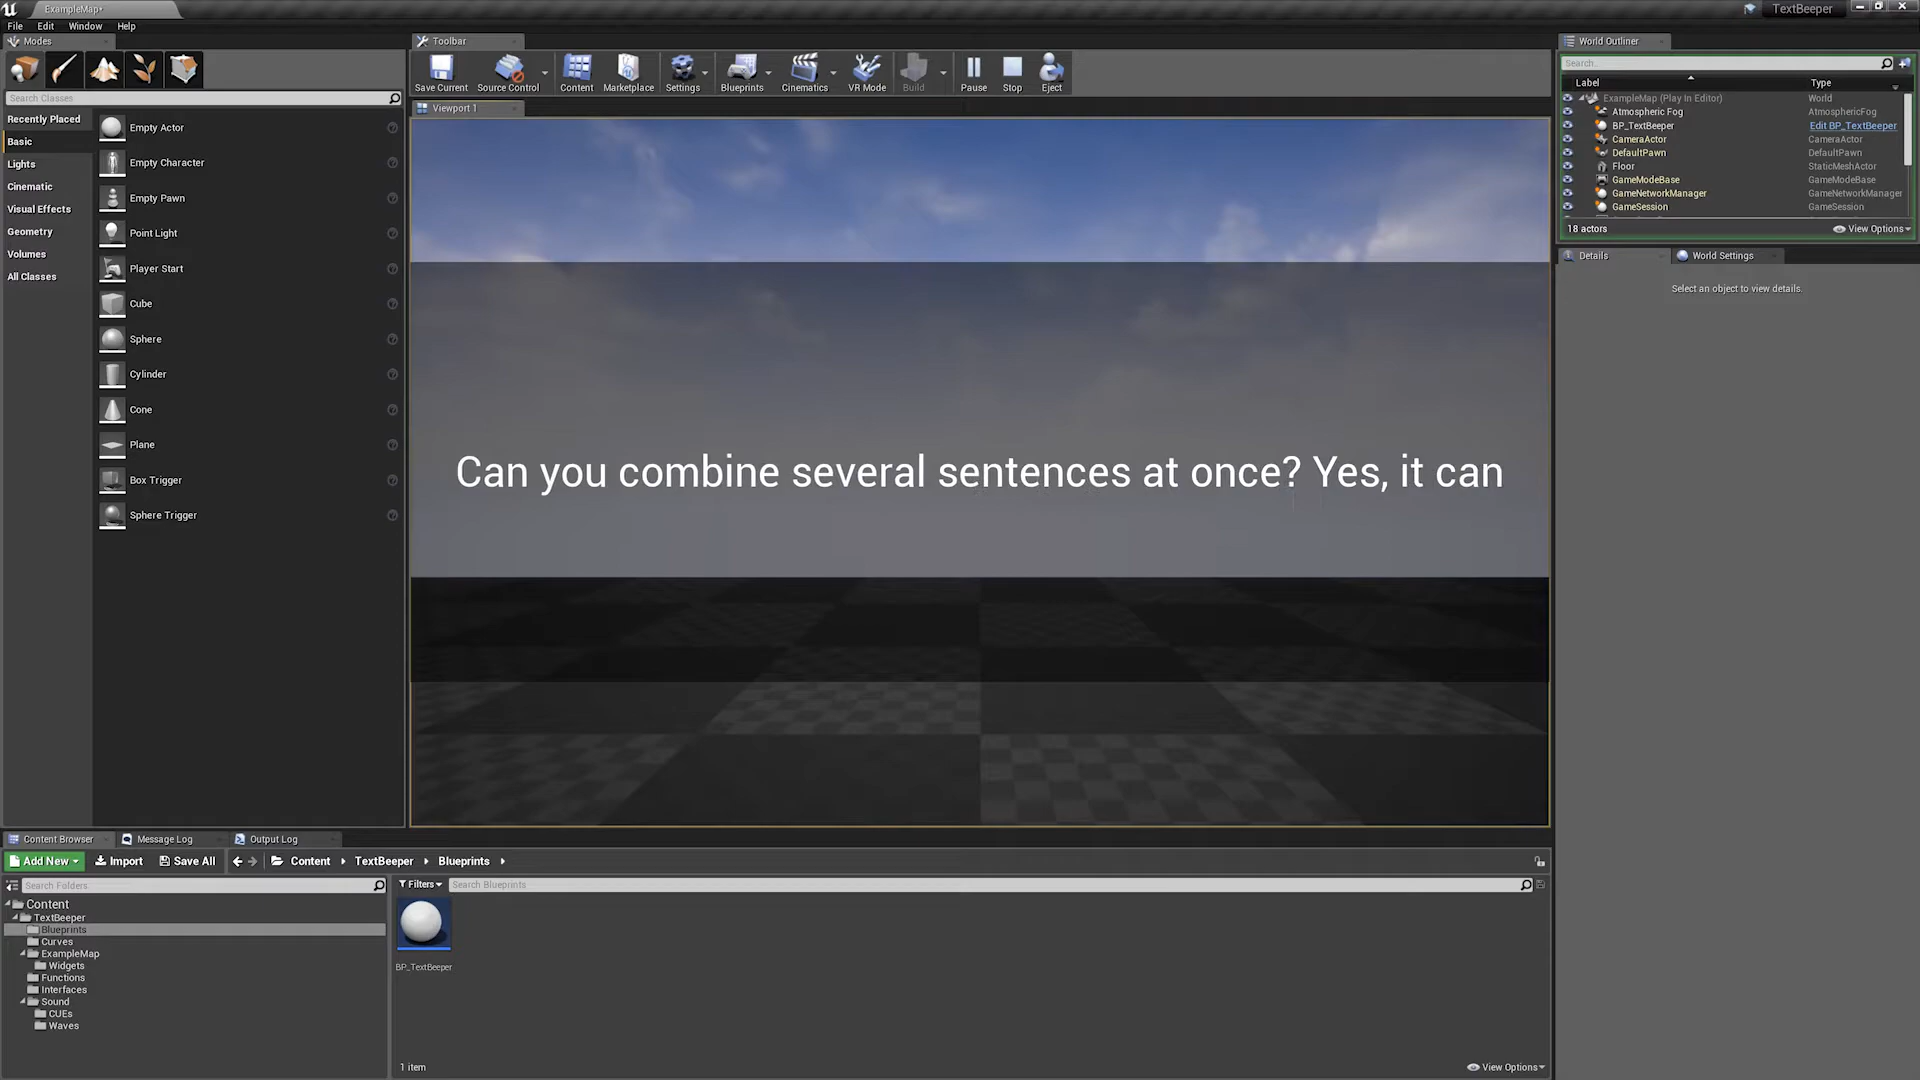 ExampleMap*
TextBeeper
File Edit Window Help
Modes
Toolbar
World Outliner
Save Current Source Control Content Marketplace Settings Blueprints Cinematics VR Mode Build Pause Stop Eject
Search...
Search Classes
Label Type
Viewport 1
ExampleMap (Play In Editor) World
Atmospheric Fog AtmosphericFog
BP_TextBeeper Edit BP_TextBeeper
CameraActor CameraActor
DefaultPawn DefaultPawn
Floor StaticMeshActor
GameModeBase GameModeBase
GameNetworkManager GameNetworkManager
GameSession GameSession
18 actors View Options
Details World Settings
Select an object to view details.
Recently Placed
Basic
Lights
Cinematic
Visual Effects
Geometry
Volumes
All Classes
Empty Actor
Empty Character
Empty Pawn
Point Light
Player Start
Cube
Sphere
Cylinder
Cone
Plane
Box Trigger
Sphere Trigger
Can you combine several sentences at once? Yes, it can
Content Browser Message Log Output Log
Add New Import Save All Content TextBeeper Blueprints
Search Folders
Filters Search Blueprints
Content
TextBeeper
Blueprints
Curves
ExampleMap
Widgets
Functions
Interfaces
Sound
CUEs
Waves
BP_TextBeeper
1 item View Options